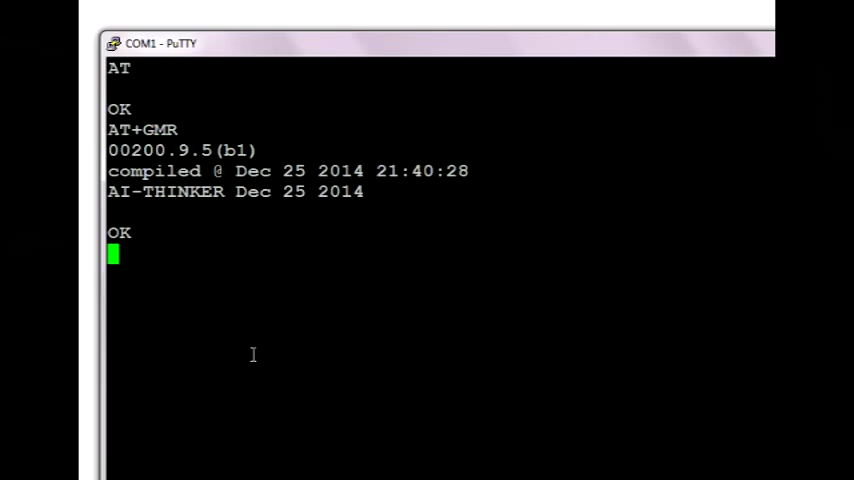 COM1 - PuTTY
AT
OK
AT+GMR
00200.9.5(b1)
compiled @ Dec 25 2014 21:40:28
AI-THINKER Dec 25 2014
OK